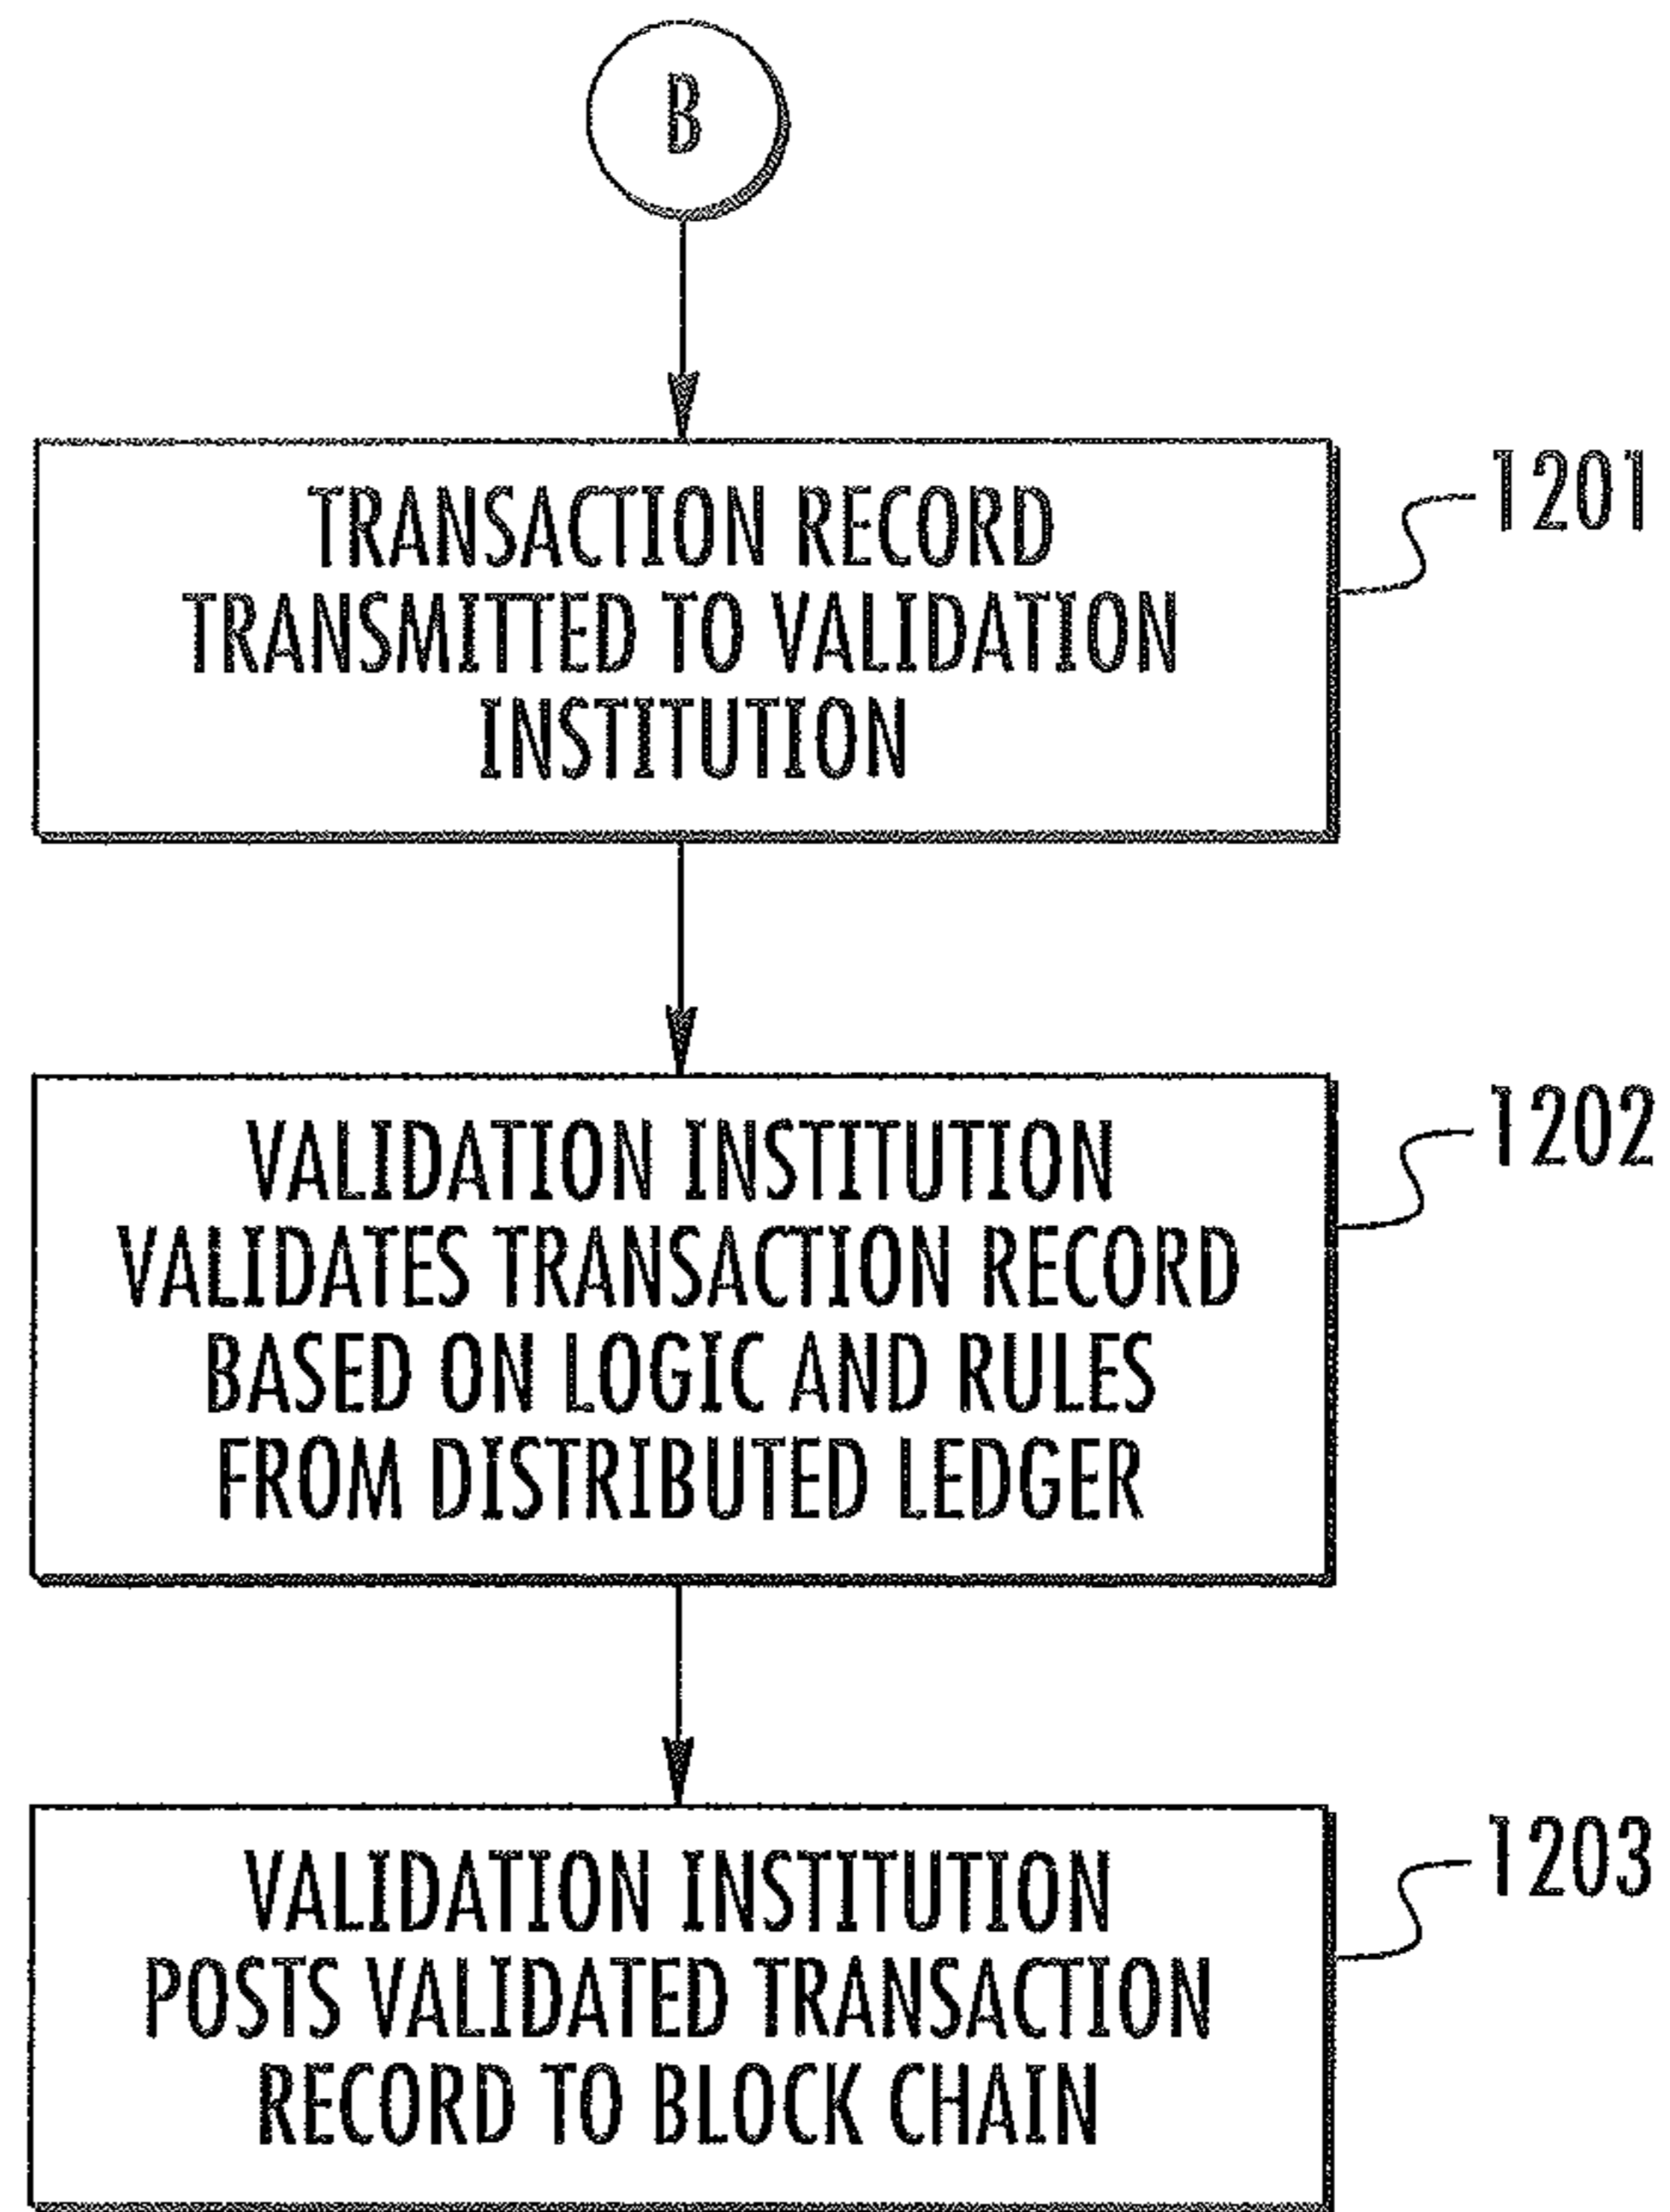 B
TRANSACTION RECORD
TRANSMITTED TO VALIDATION
INSTITUTION
1201
VALIDATION INSTITUTION
VALIDATES TRANSACTION RECORD
BASED ON LOGIC AND RULES
FROM DISTRIBUTED LEDGER
1202
VALIDATION INSTITUTION
POSTS VALIDATED TRANSACTION
RECORD TO BLOCK CHAIN
1203